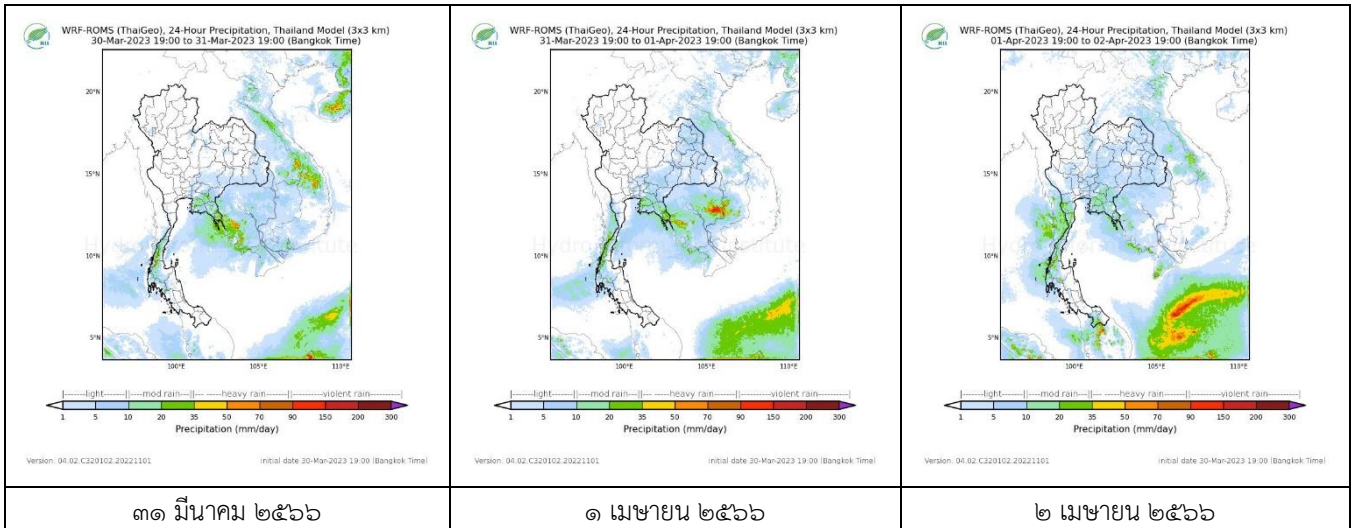 WRF-ROMS (ThaiGeo), 24-Hour Precipitation, Thailand Model (3x3 km)
30-Mar-2023 19:00 to 31-Mar-2023 19:00 (Bangkok Time)
20°N
15°N
10°N
5°N
100°E
105°E
110°E
|------light------||---mod rain---||--- ------heavy rain------||------violent rain------|
1 5 10 20 35 50 70 90 150 200 300
Precipitation (mm/day)
Version: 04.02.C320102.20221101
initial date 30-Mar-2023 19:00 (Bangkok Time)
๓๑ มีนาคม ๒๕๖๖
WRF-ROMS (ThaiGeo), 24-Hour Precipitation, Thailand Model (3x3 km)
31-Mar-2023 19:00 to 01-Apr-2023 19:00 (Bangkok Time)
20°N
15°N
10°N
5°N
100°E
105°E
110°E
|------light------||---mod rain---||--- ------heavy rain------||------violent rain------|
1 5 10 20 35 50 70 90 150 200 300
Precipitation (mm/day)
Version: 04.02.C320102.20221101
initial date 30-Mar-2023 19:00 (Bangkok Time)
๑ เมษายน ๒๕๖๖
WRF-ROMS (ThaiGeo), 24-Hour Precipitation, Thailand Model (3x3 km)
01-Apr-2023 19:00 to 02-Apr-2023 19:00 (Bangkok Time)
20°N
15°N
10°N
5°N
100°E
105°E
110°E
|------light------||---mod rain---||--- ------heavy rain------||------violent rain------|
1 5 10 20 35 50 70 90 150 200 300
Precipitation (mm/day)
Version: 04.02.C320102.20221101
initial date 30-Mar-2023 19:00 (Bangkok Time)
๒ เมษายน ๒๕๖๖